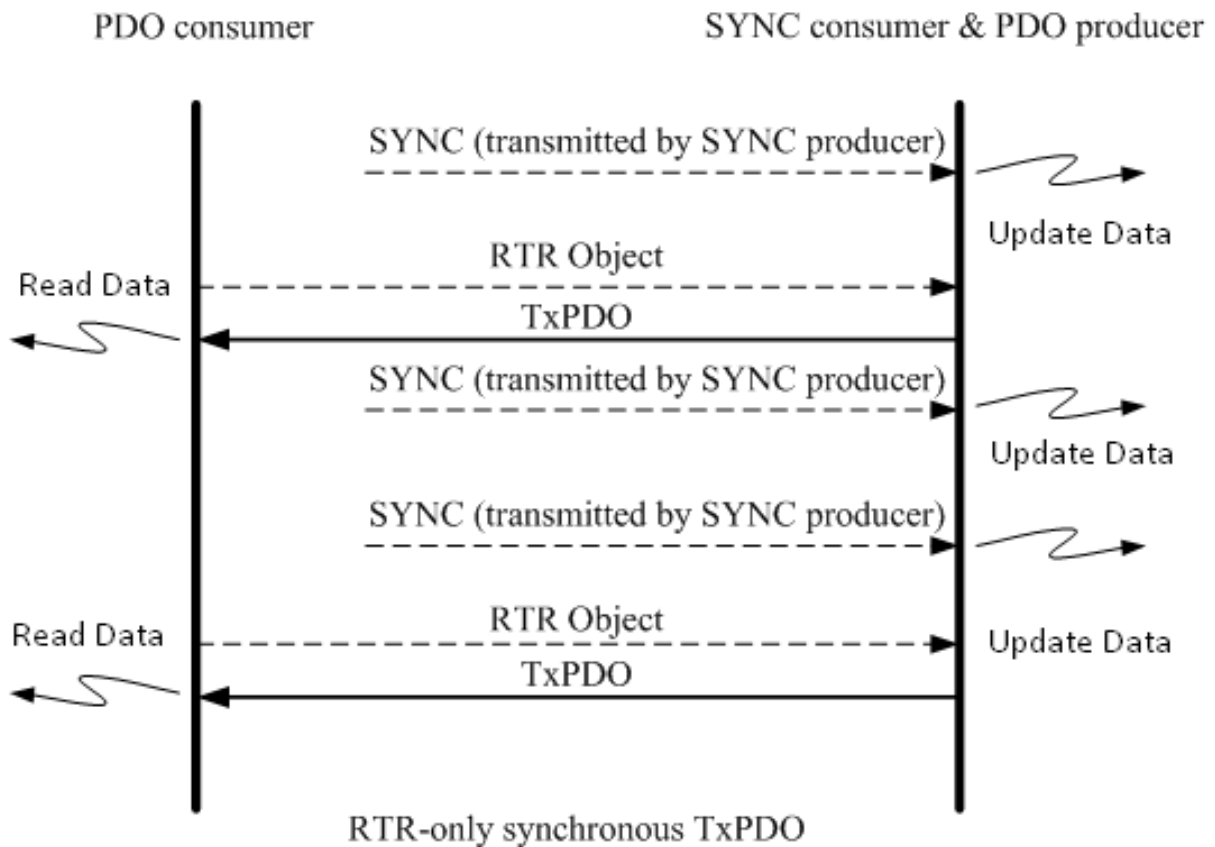 PDO consumer
SYNC consumer & PDO producer
SYNC (transmitted by SYNC producer)
Update Data
RTR Object
Read Data
TxPDO
SYNC (transmitted by SYNC producer)
Update Data
SYNC (transmitted by SYNC producer)
RTR Object
Read Data
Update Data
TxPDO
RTR-only synchronous TxPDO